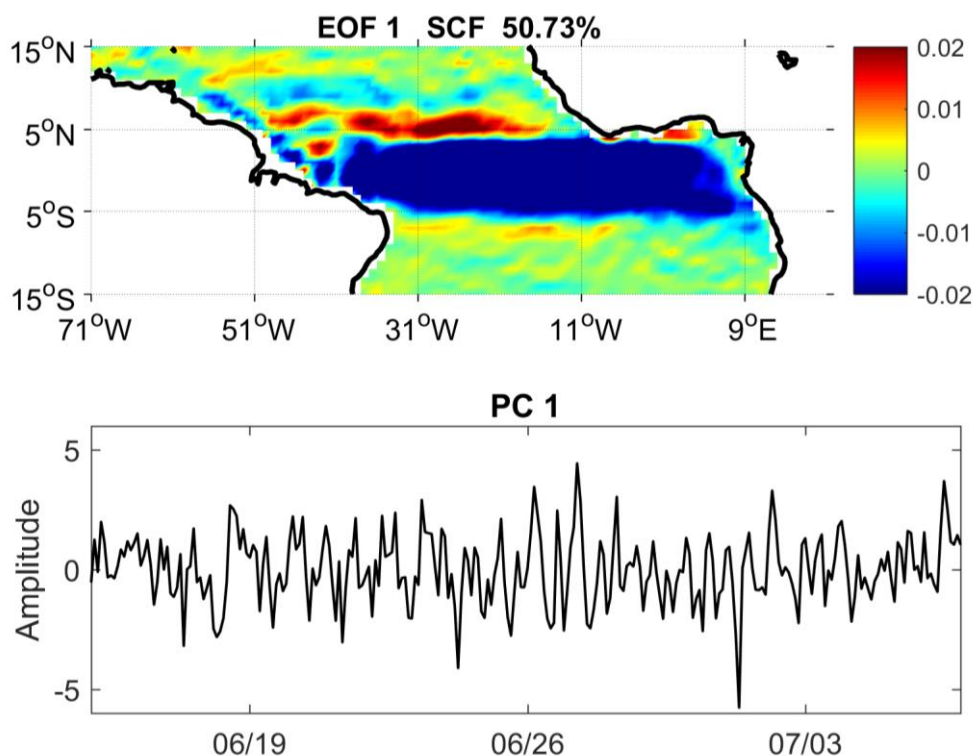 EOF 1 SCF 50.73%
15°N
5°N
5°S
15°S
71°W 51°W 31°W 11°W 9°E
0.02
0.01
0
-0.01
-0.02
PC 1
Amplitude
5
0
-5
06/19 06/26 07/03